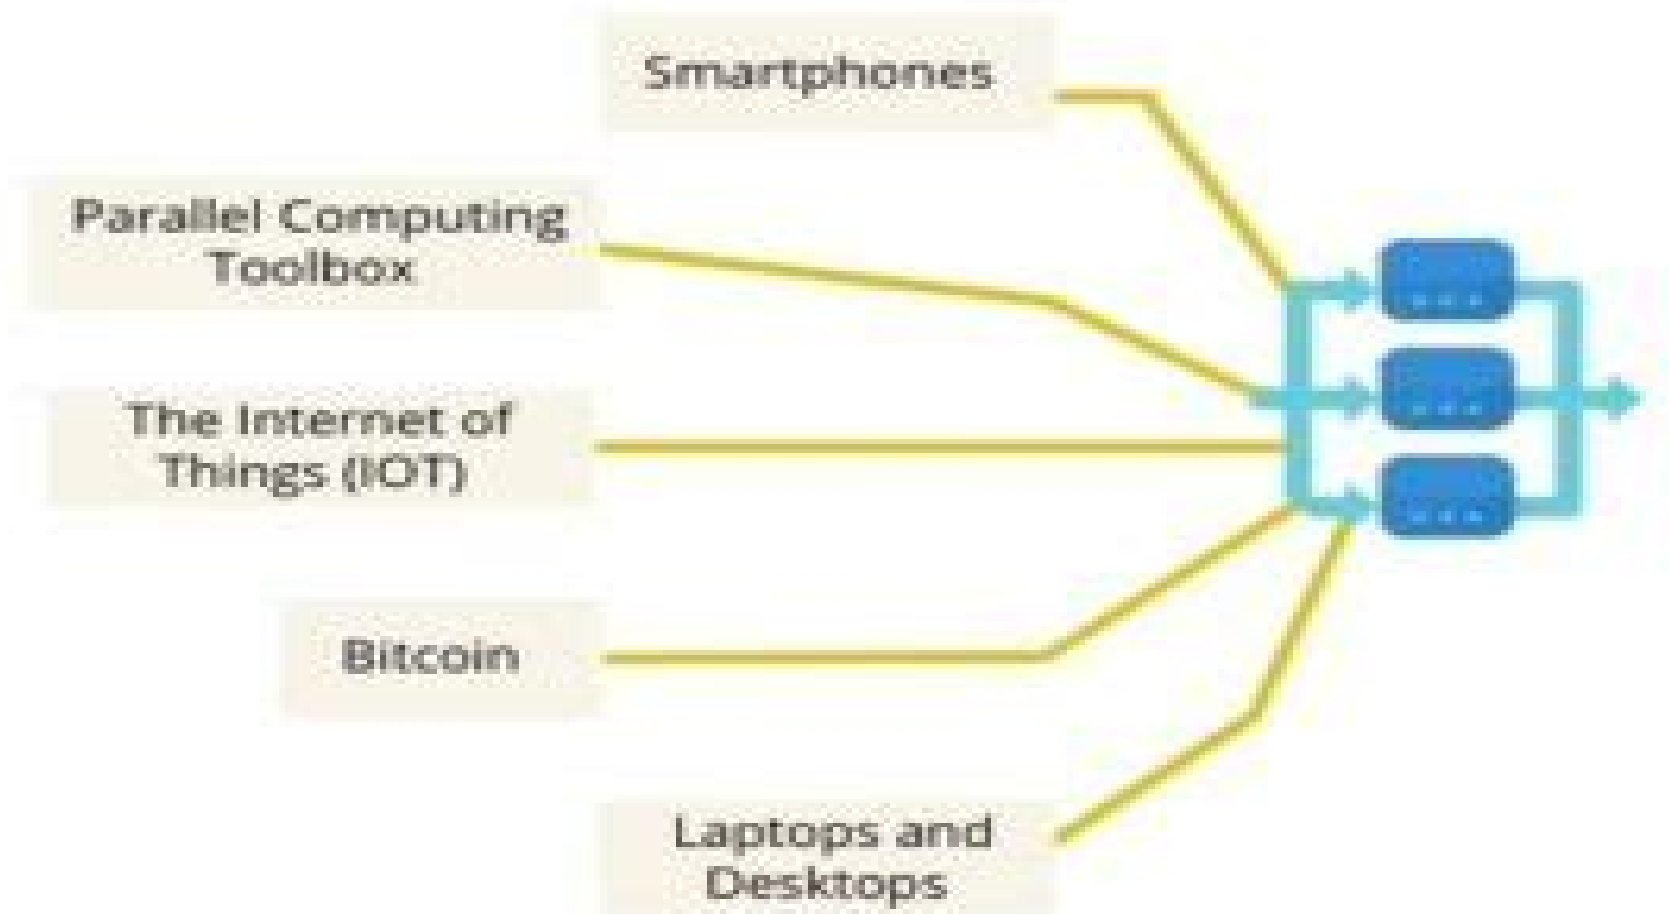 Smartphones
Parallel Computing
Toolbox
The Internet of
Things (IOT)
Bitcoin
Laptops and
Desktops